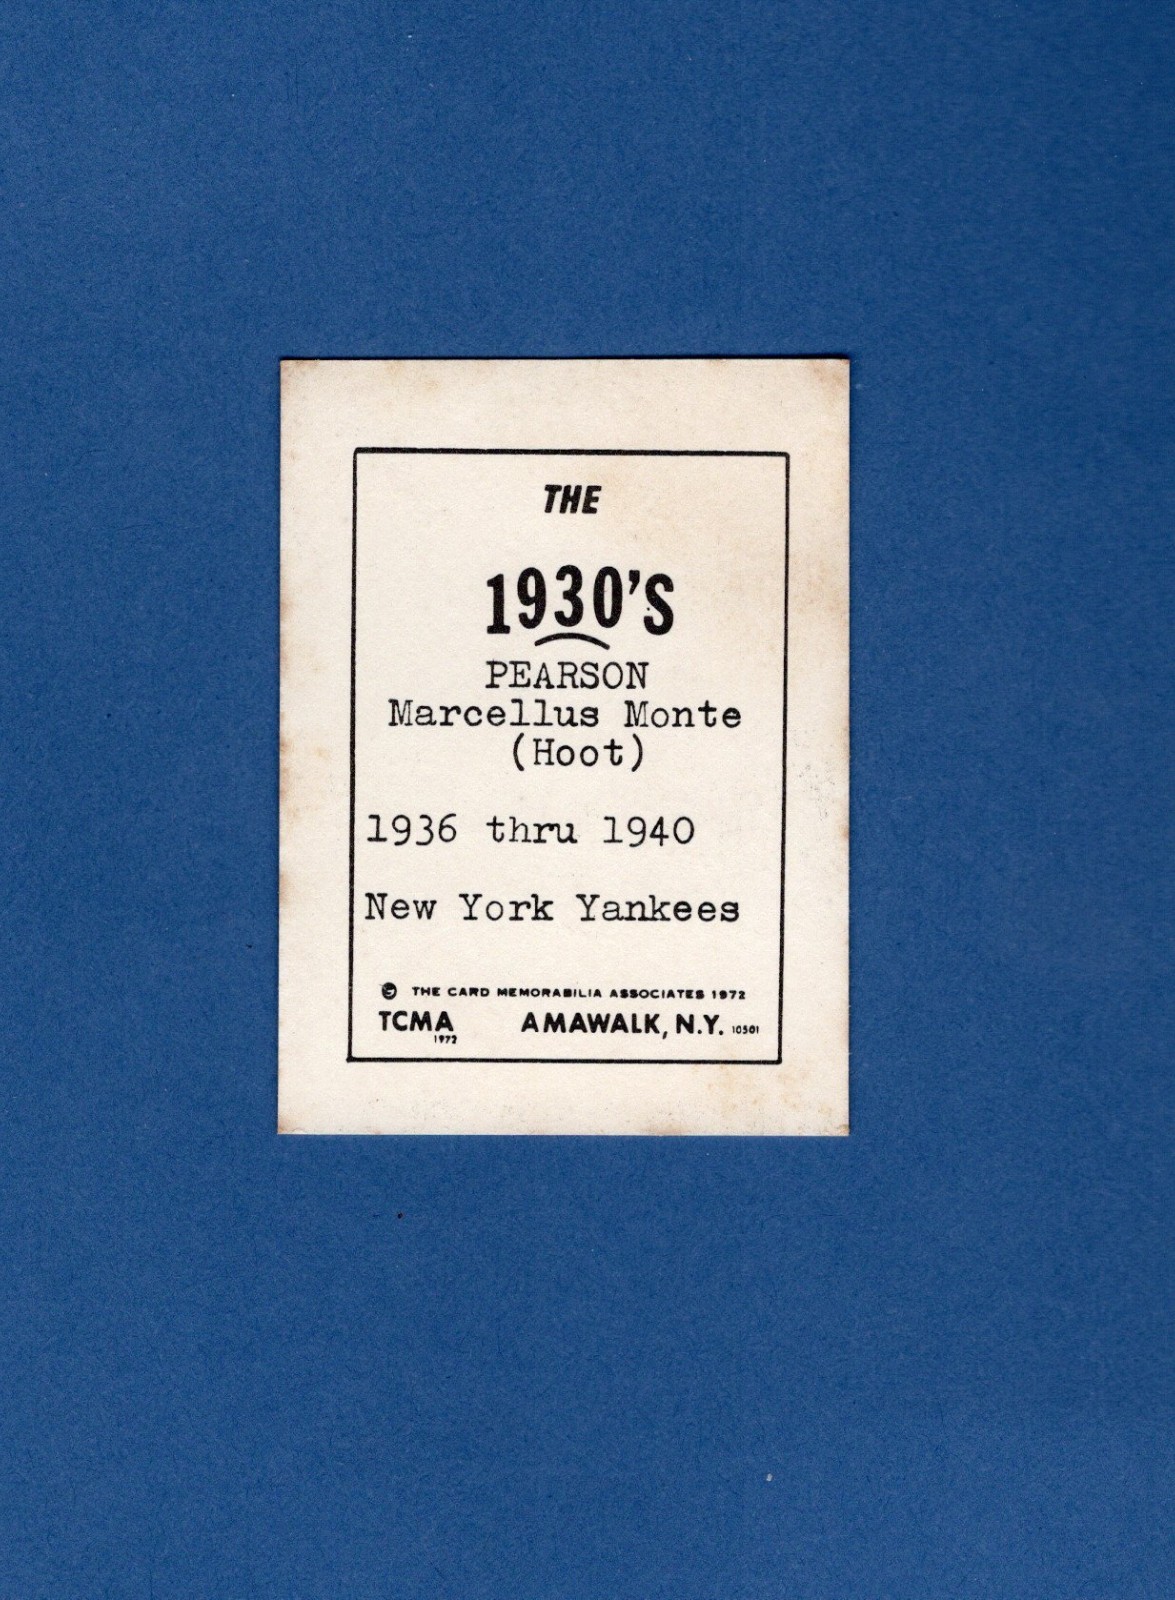 THE
1930'S
PEARSON
Marcellus Monte
(Hoot)
1936 thru 1940
New York Yankees
© THE CARD MEMORABILIA ASSOCIATES 1972
TCMA AMAWALK, N.Y. 10501
1972